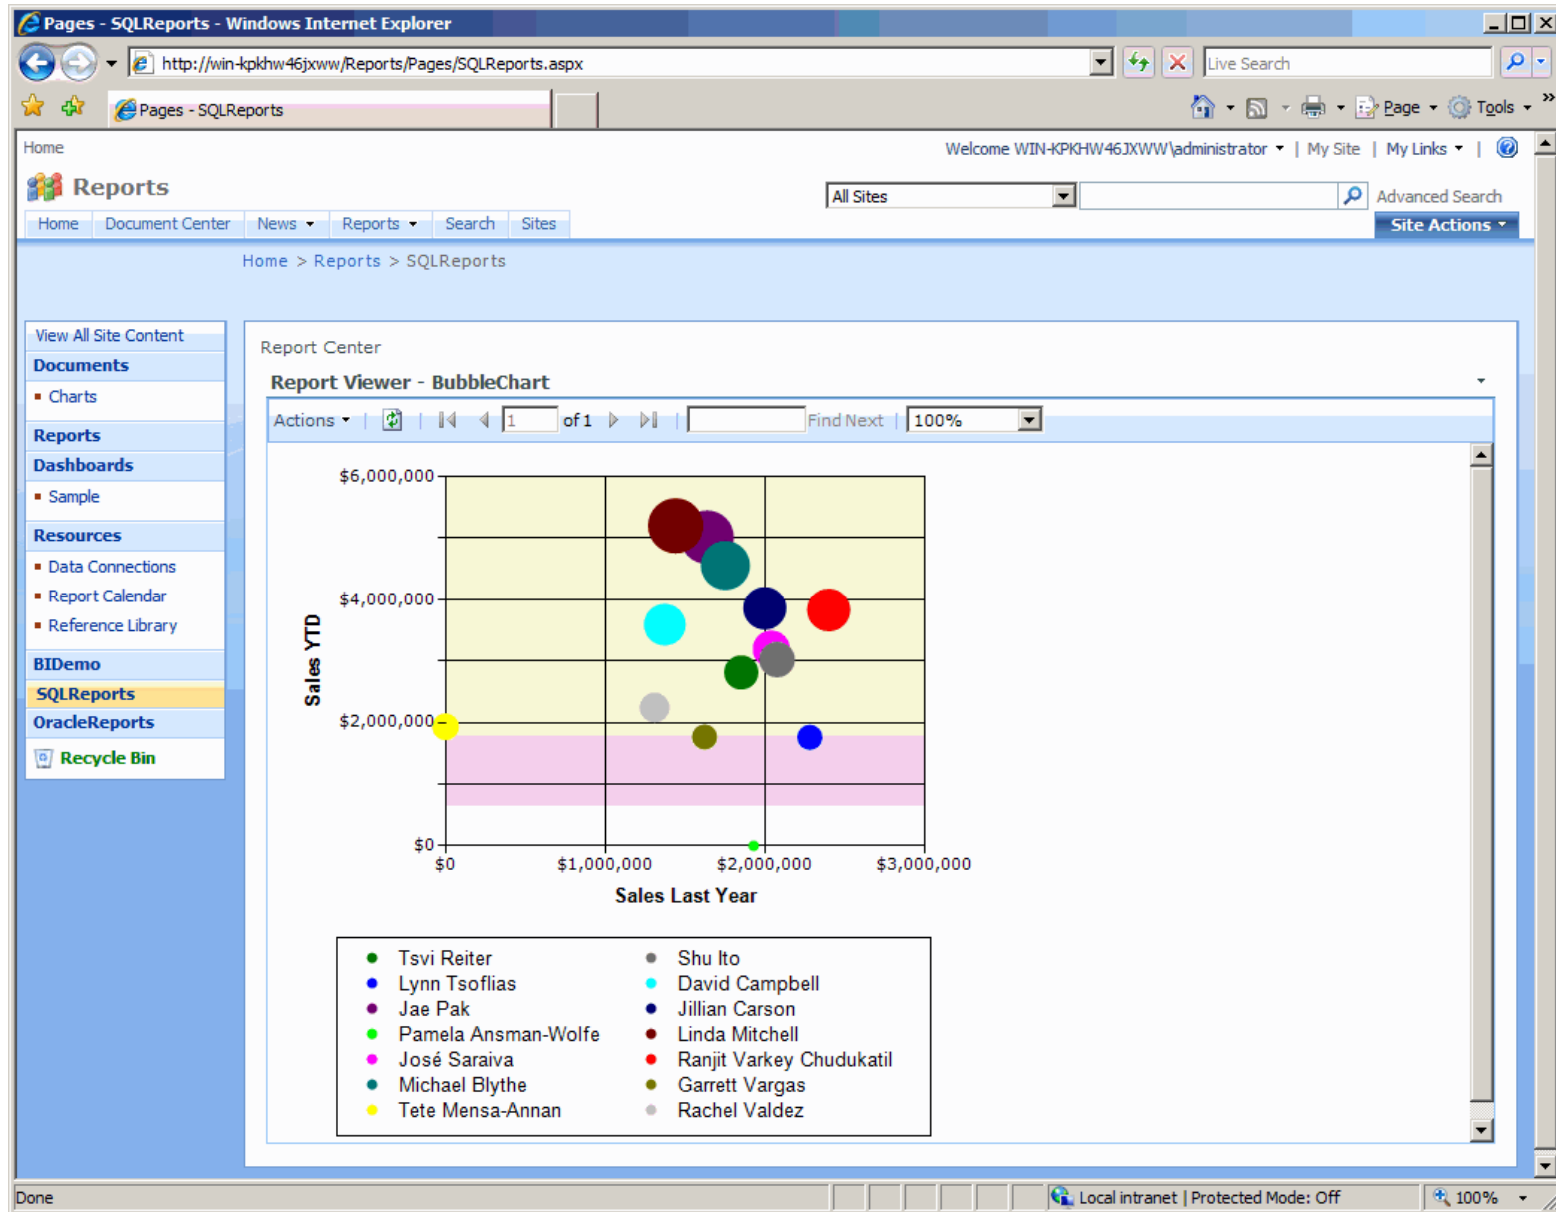 Pages - SQLReports - Windows Internet Explorer
http://win-kpkhw46jxww/Reports/Pages/SQLReports.aspx
Live Search
Pages - SQLReports
Page
Tools
»
Home
Welcome WIN-KPKHW46JXWW\administrator | My Site | My Links |
Reports
All Sites
Advanced Search
Home Document Center News Reports Search Sites
Site Actions
Home > Reports > SQLReports
View All Site Content
Documents
Charts
Reports
Dashboards
Sample
Resources
Data Connections
Report Calendar
Reference Library
BIDemo
SQLReports
OracleReports
Recycle Bin
Report Center
Report Viewer - BubbleChart
Actions | | 1 of 1 | Find Next | 100%
$6,000,000
$4,000,000
$2,000,000
$0
Sales YTD
$0 $1,000,000 $2,000,000 $3,000,000
Sales Last Year
Tsvi Reiter
Lynn Tsoflias
Jae Pak
Pamela Ansman-Wolfe
José Saraiva
Michael Blythe
Tete Mensa-Annan
Shu Ito
David Campbell
Jillian Carson
Linda Mitchell
Ranjit Varkey Chudukatil
Garrett Vargas
Rachel Valdez
Done
Local intranet | Protected Mode: Off
100%